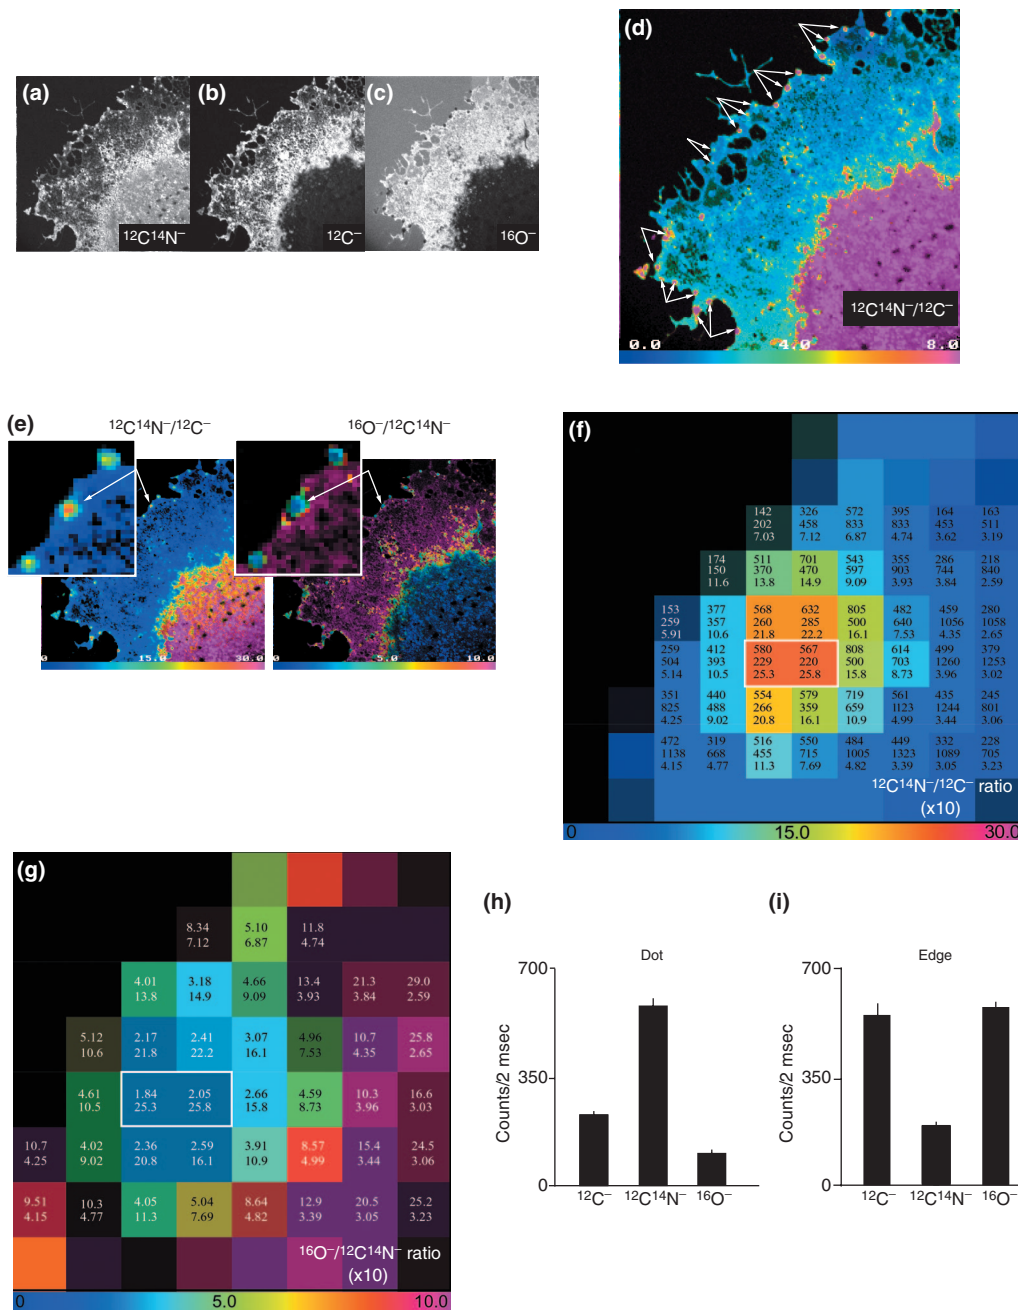 (a)
(b)
(c)
¹²C¹⁴N⁻
¹²C⁻
¹⁶O⁻
(d)
¹²C¹⁴N⁻/¹²C⁻
0.0 4.0 8.0
(e)
¹²C¹⁴N⁻/¹²C⁻
¹⁶O⁻/¹²C¹⁴N⁻
15.0 30.0
5.0 10.0
(f)
142 326 572 395 164 163
202 458 833 833 453 511
7.03 7.12 6.87 4.74 3.62 3.19
174 511 701 543 355 286 218
150 370 470 597 903 744 840
11.6 13.8 14.9 9.09 3.93 3.84 2.59
153 377 568 632 805 482 459 280
259 357 260 285 500 640 1056 1058
5.91 10.6 21.8 22.2 16.1 7.53 4.35 2.65
259 412 580 567 808 614 499 379
504 393 229 220 500 703 1260 1253
5.14 10.5 25.3 25.8 15.8 8.73 3.96 3.02
351 440 554 579 719 561 435 245
825 488 266 359 659 1123 1244 801
4.25 9.02 20.8 16.1 10.9 4.99 3.44 3.06
472 319 516 550 484 449 332 228
1138 668 455 715 1005 1323 1089 705
4.15 4.77 11.3 7.69 4.82 3.39 3.05 3.23
¹²C¹⁴N⁻/¹²C⁻ ratio
(x10)
0 15.0 30.0
(g)
8.34 5.10 11.8
7.12 6.87 4.74
4.01 3.18 4.66 13.4 21.3 29.0
13.8 14.9 9.09 3.93 3.84 2.59
5.12 2.17 2.41 3.07 4.96 10.7 25.8
10.6 21.8 22.2 16.1 7.53 4.35 2.65
4.61 1.84 2.05 2.66 4.59 10.3 16.6
10.5 25.3 25.8 15.8 8.73 3.96 3.03
10.7 4.02 2.36 2.59 3.91 8.57 15.4 24.5
4.25 9.02 20.8 16.1 10.9 4.99 3.44 3.06
9.51 10.3 4.05 5.04 8.64 12.9 20.5 25.2
4.15 4.77 11.3 7.69 4.82 3.39 3.05 3.23
¹⁶O⁻/¹²C¹⁴N⁻ ratio
(x10)
0 5.0 10.0
(h)
Dot
700
350
0
Counts/2 msec
¹²C⁻ ¹²C¹⁴N⁻ ¹⁶O⁻
(i)
Edge
700
350
0
Counts/2 msec
¹²C⁻ ¹²C¹⁴N⁻ ¹⁶O⁻